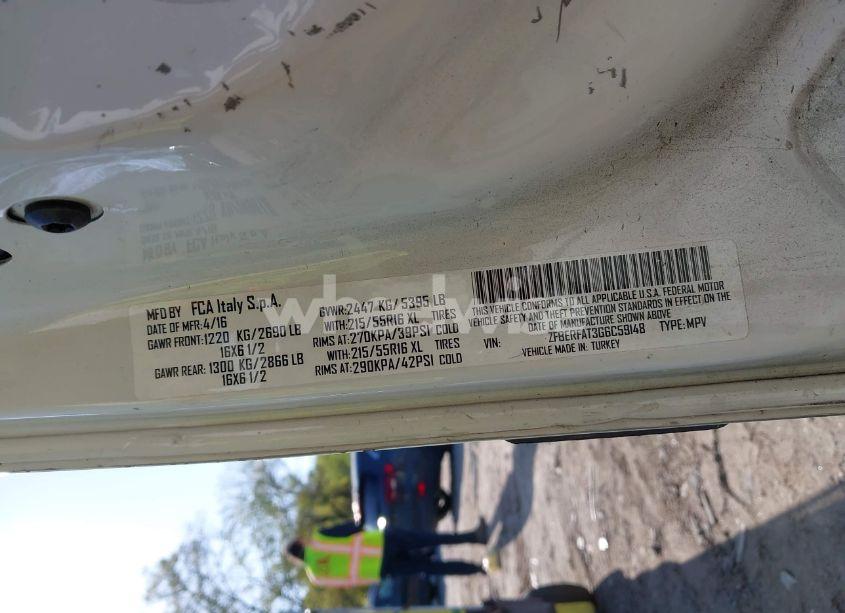 MFD BY FCA Italy S.p.A.
DATE OF MFR: 4/16
GVWR: 2447 KG / 5395 LB
GAWR FRONT: 1220 KG/2690 LB
WITH: 215/55R16 XL TIRES
16X6 1/2
RIMS AT: 270KPA/39PSI COLD
GAWR REAR: 1300 KG/2866 LB
WITH: 215/55R16 XL TIRES
16X6 1/2
RIMS AT: 290KPA/42PSI COLD
THIS VEHICLE CONFORMS TO ALL APPLICABLE U.S.A. FEDERAL MOTOR
VEHICLE SAFETY, BUMPER, AND THEFT PREVENTION STANDARDS IN EFFECT ON THE
DATE OF MANUFACTURE SHOWN ABOVE
VIN: ZFBERFAT3G6C59148 TYPE: MPV
VEHICLE MADE IN: TURKEY